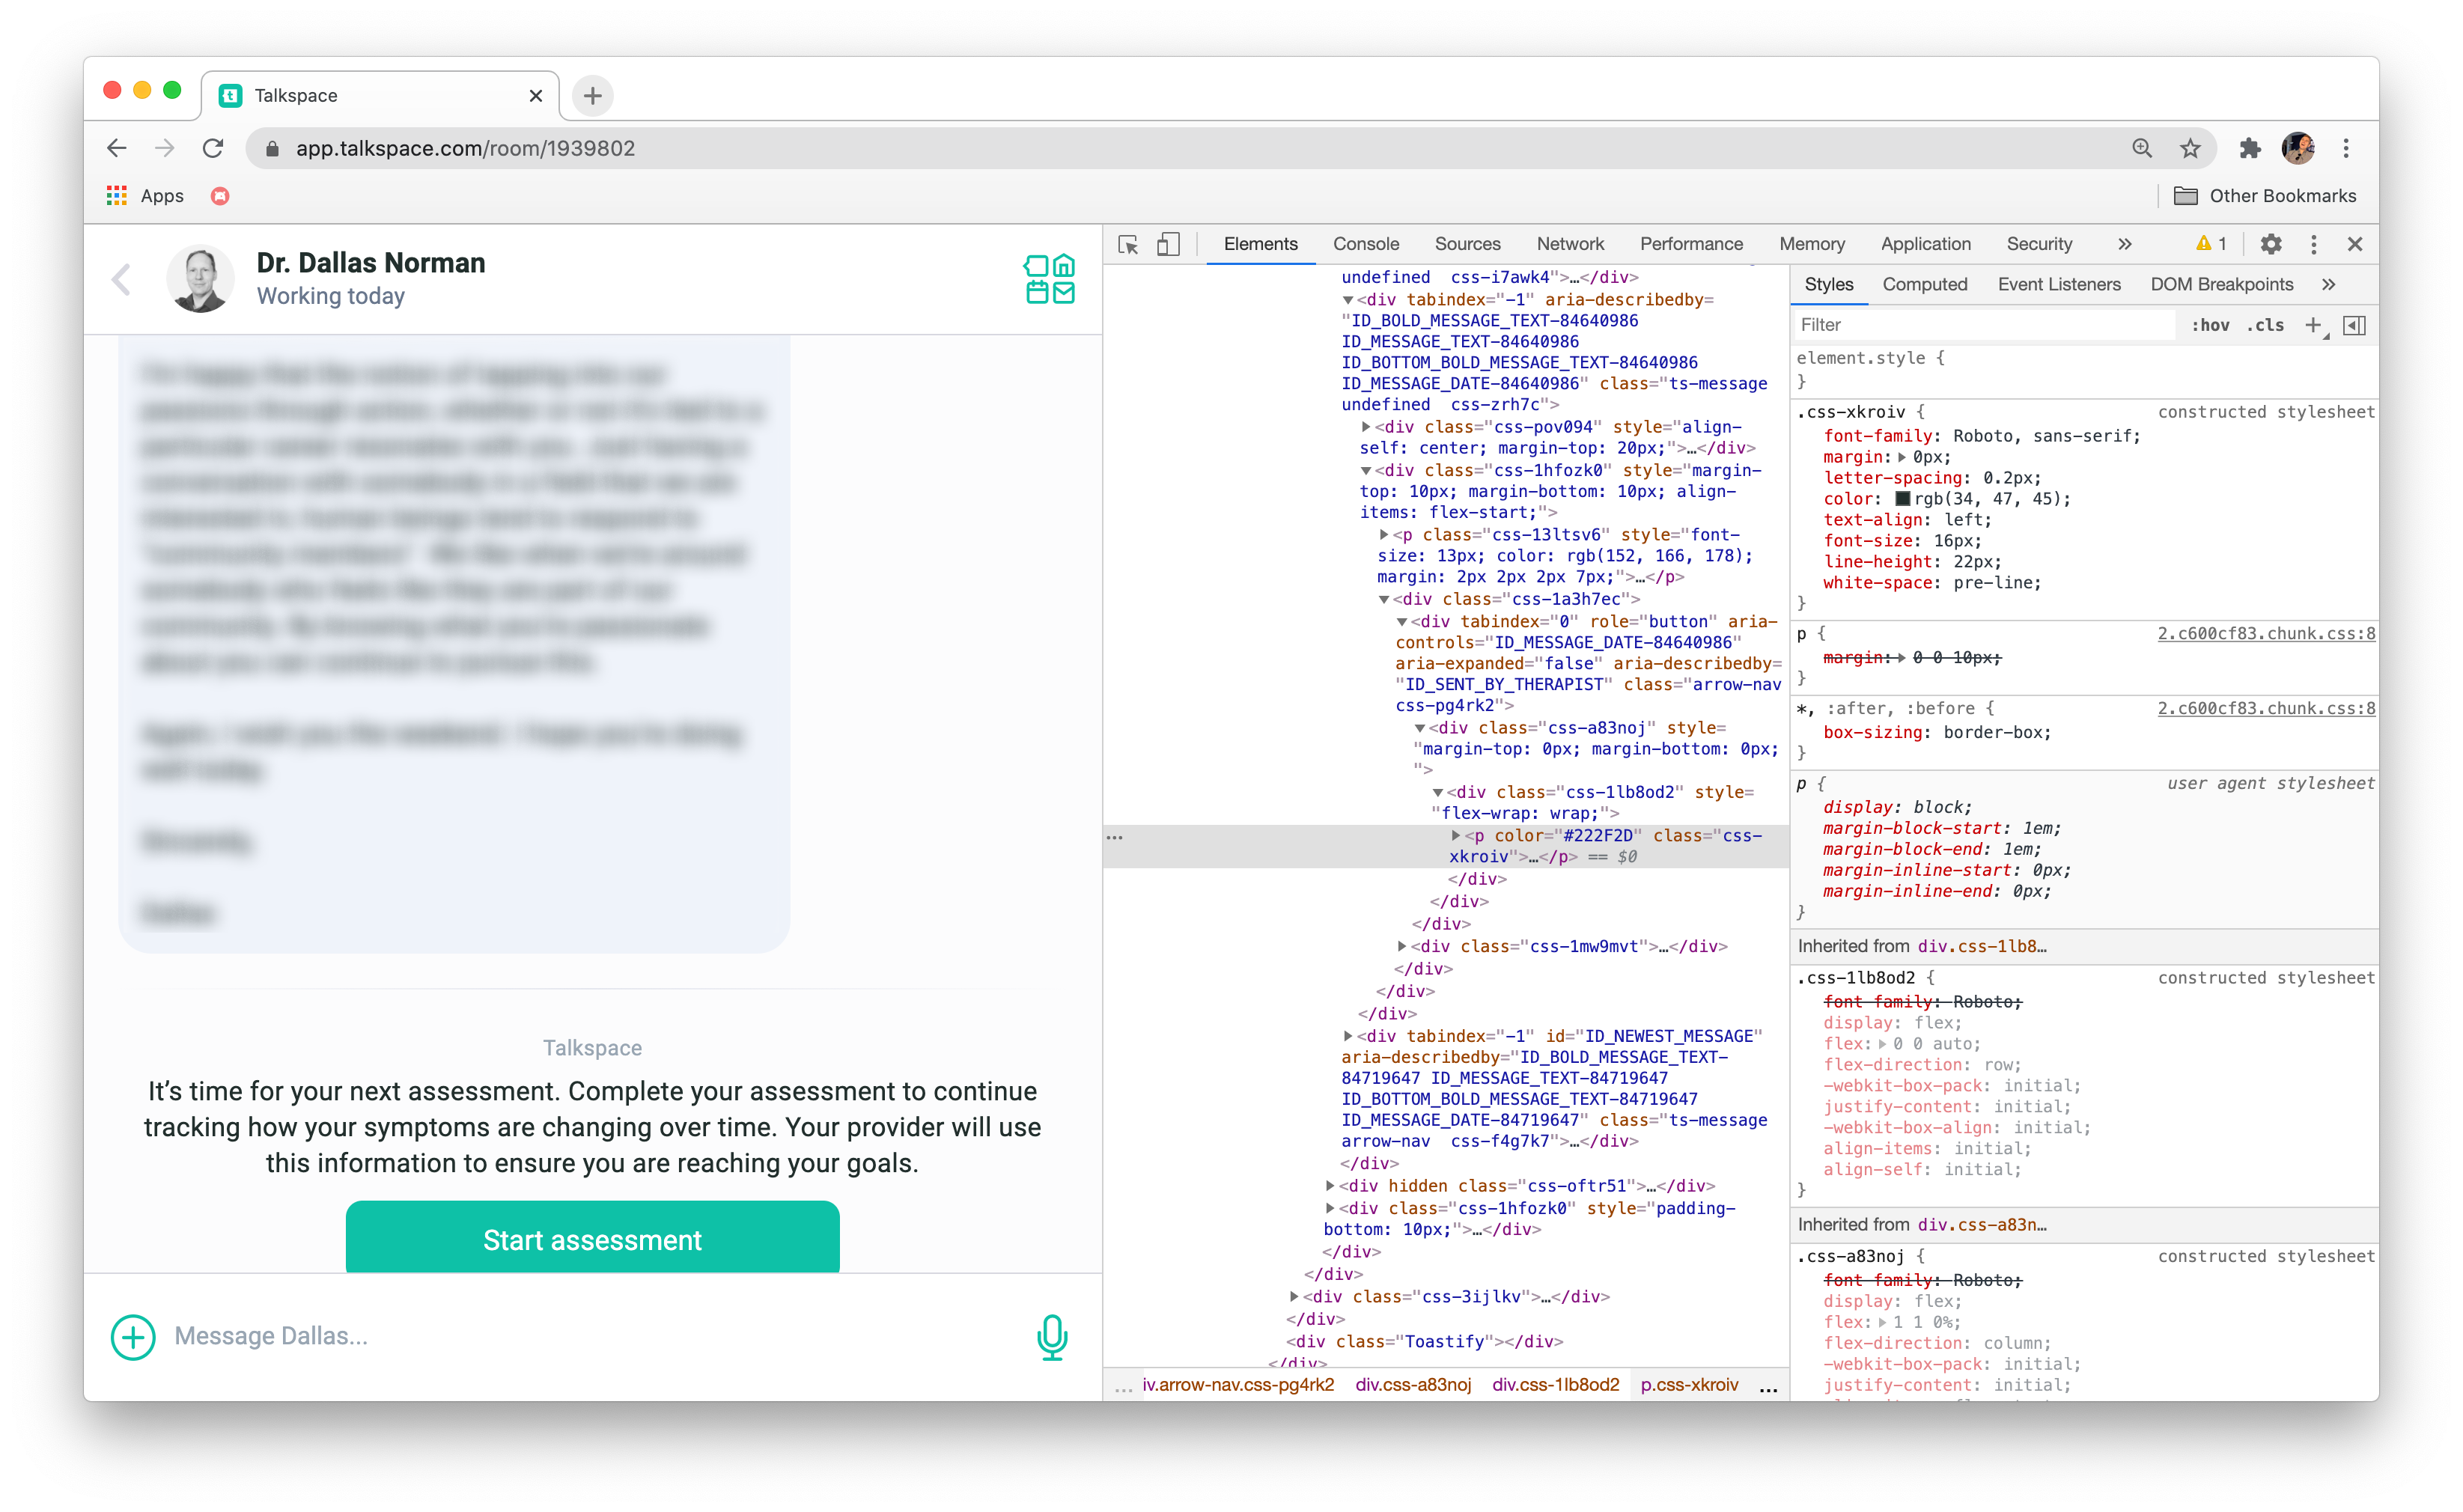 Talkspace
app.talkspace.com/room/1939802
Apps
Other Bookmarks
Dr. Dallas Norman
Working today
Talkspace
It’s time for your next assessment. Complete your assessment to continue
tracking how your symptoms are changing over time. Your provider will use
this information to ensure you are reaching your goals.
Start assessment
Message Dallas...
Elements Console Sources Network Performance Memory Application Security » 1
undefined  css-i7awk4">…</div>
▼<div tabindex="-1" aria-describedby=
"ID_BOLD_MESSAGE_TEXT-84640986
ID_MESSAGE_TEXT-84640986
ID_BOTTOM_BOLD_MESSAGE_TEXT-84640986
ID_MESSAGE_DATE-84640986" class="ts-message
undefined  css-zrh7c">
▶<div class="css-pov094" style="align-
self: center; margin-top: 20px;">…</div>
▼<div class="css-1hfozk0" style="margin-
top: 10px; margin-bottom: 10px; align-
items: flex-start;">
▶<p class="css-13ltsv6" style="font-
size: 13px; color: rgb(152, 166, 178);
margin: 2px 2px 2px 7px;">…</p>
▼<div class="css-1a3h7ec">
▼<div tabindex="0" role="button" aria-
controls="ID_MESSAGE_DATE-84640986"
aria-expanded="false" aria-describedby=
"ID_SENT_BY_THERAPIST" class="arrow-nav
css-pg4rk2">
▼<div class="css-a83noj" style=
"margin-top: 0px; margin-bottom: 0px;
">
▼<div class="css-1lb8od2" style=
"flex-wrap: wrap;">
… ▶<p color="#222F2D" class="css-
xkroiv">…</p> == $0
</div>
</div>
</div>
▶<div class="css-1mw9mvt">…</div>
</div>
</div>
</div>
▶<div tabindex="-1" id="ID_NEWEST_MESSAGE"
aria-describedby="ID_BOLD_MESSAGE_TEXT-
84719647 ID_MESSAGE_TEXT-84719647
ID_BOTTOM_BOLD_MESSAGE_TEXT-84719647
ID_MESSAGE_DATE-84719647" class="ts-message
arrow-nav  css-f4g7k7">…</div>
</div>
▶<div hidden class="css-oftr51">…</div>
▶<div class="css-1hfozk0" style="padding-
bottom: 10px;">…</div>
</div>
</div>
▶<div class="css-3ijlkv">…</div>
</div>
<div class="Toastify"></div>
</div>
… iv.arrow-nav.css-pg4rk2 div.css-a83noj div.css-1lb8od2 p.css-xkroiv …
Styles Computed Event Listeners DOM Breakpoints »
Filter :hov .cls +
element.style {
}
.css-xkroiv { constructed stylesheet
font-family: Roboto, sans-serif;
margin: ▶ 0px;
letter-spacing: 0.2px;
color: rgb(34, 47, 45);
text-align: left;
font-size: 16px;
line-height: 22px;
white-space: pre-line;
}
p { 2.c600cf83.chunk.css:8
margin: ▶ 0 0 10px;
}
*, :after, :before { 2.c600cf83.chunk.css:8
box-sizing: border-box;
}
p { user agent stylesheet
display: block;
margin-block-start: 1em;
margin-block-end: 1em;
margin-inline-start: 0px;
margin-inline-end: 0px;
}
Inherited from div.css-1lb8…
.css-1lb8od2 { constructed stylesheet
font-family: Roboto;
display: flex;
flex: ▶ 0 0 auto;
flex-direction: row;
-webkit-box-pack: initial;
justify-content: initial;
-webkit-box-align: initial;
align-items: initial;
align-self: initial;
}
Inherited from div.css-a83n…
.css-a83noj { constructed stylesheet
font-family: Roboto;
display: flex;
flex: ▶ 1 1 0%;
flex-direction: column;
-webkit-box-pack: initial;
justify-content: initial;